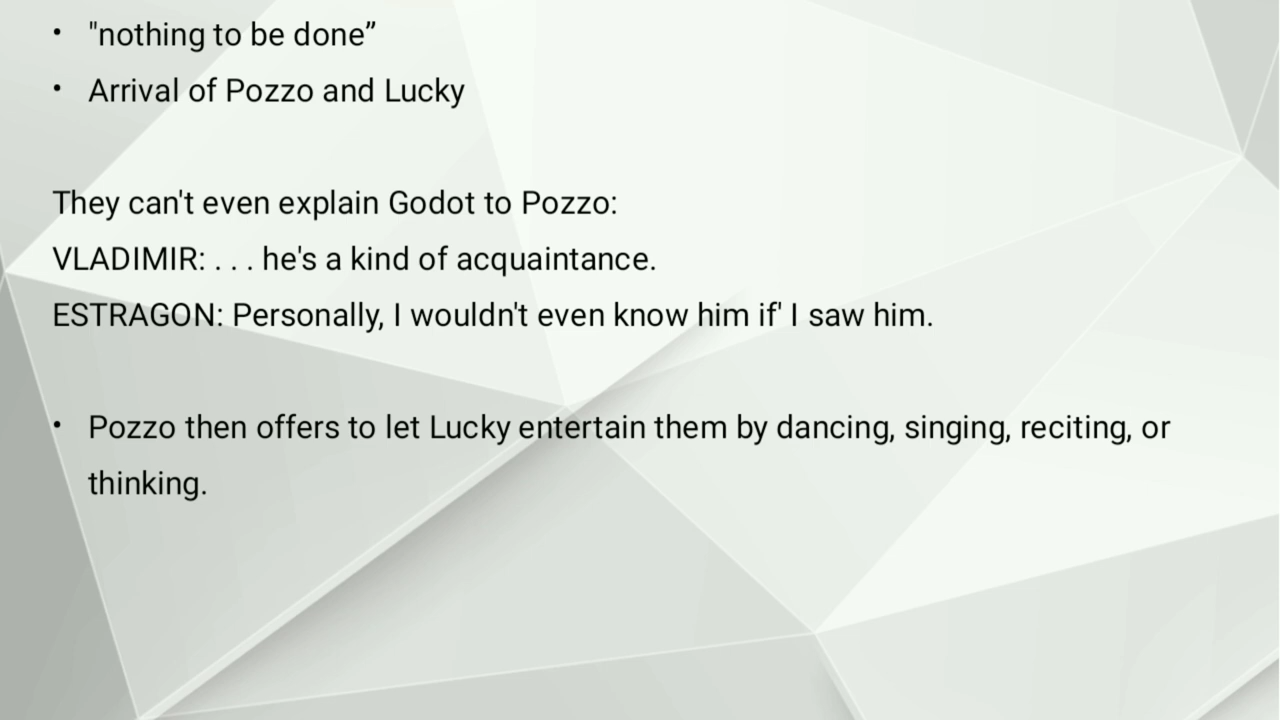 • "nothing to be done”
• Arrival of Pozzo and Lucky
They can't even explain Godot to Pozzo:
VLADIMIR: . . . he's a kind of acquaintance.
ESTRAGON: Personally, I wouldn't even know him if' I saw him.
• Pozzo then offers to let Lucky entertain them by dancing, singing, reciting, or
thinking.